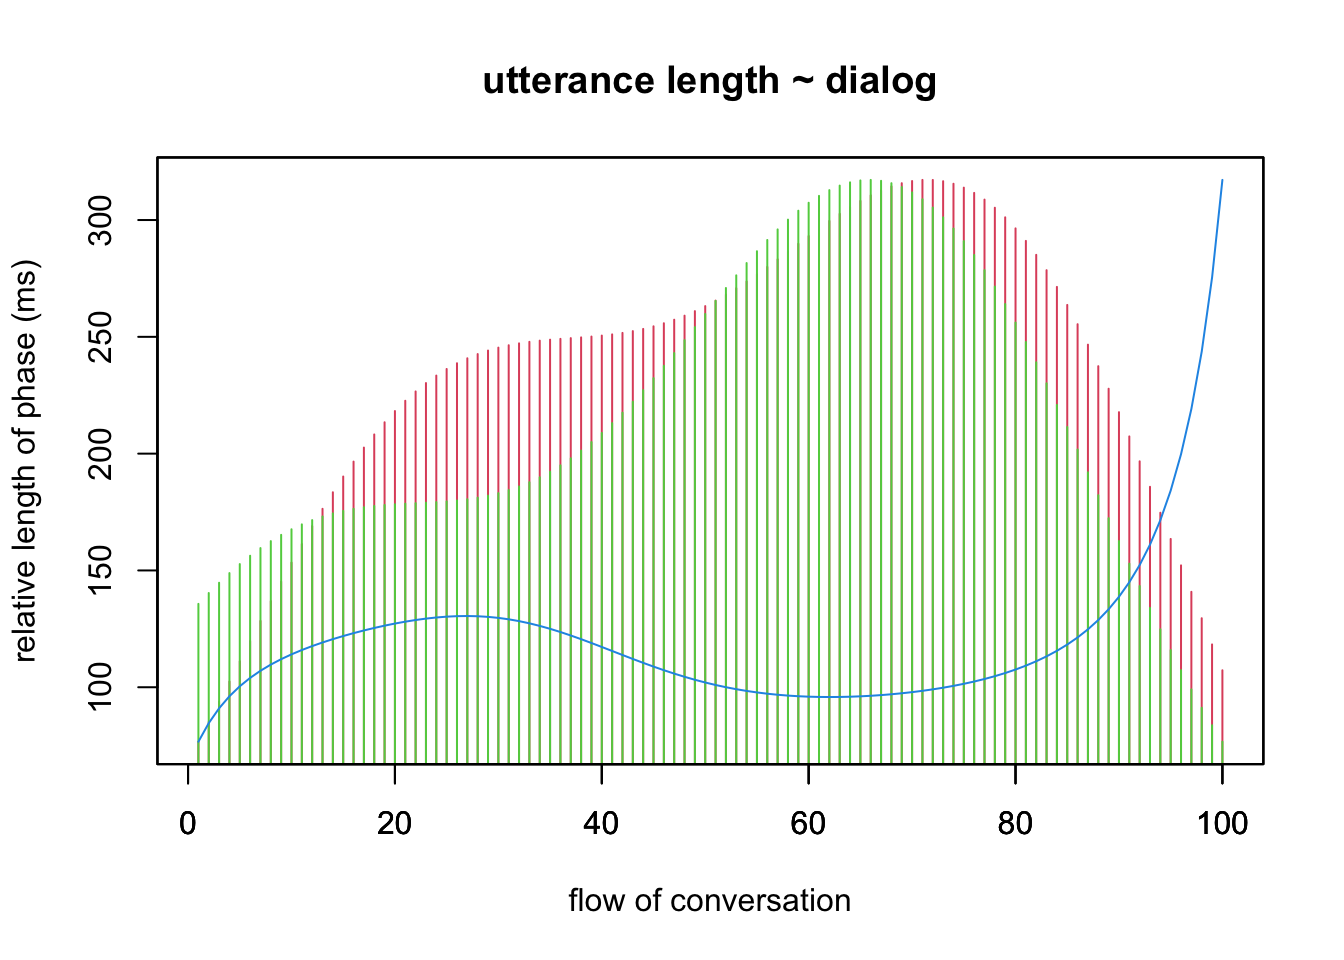 utterance length ~ dialog
relative length of phase (ms)
300
250
200
150
100
0 20 40 60 80 100
flow of conversation